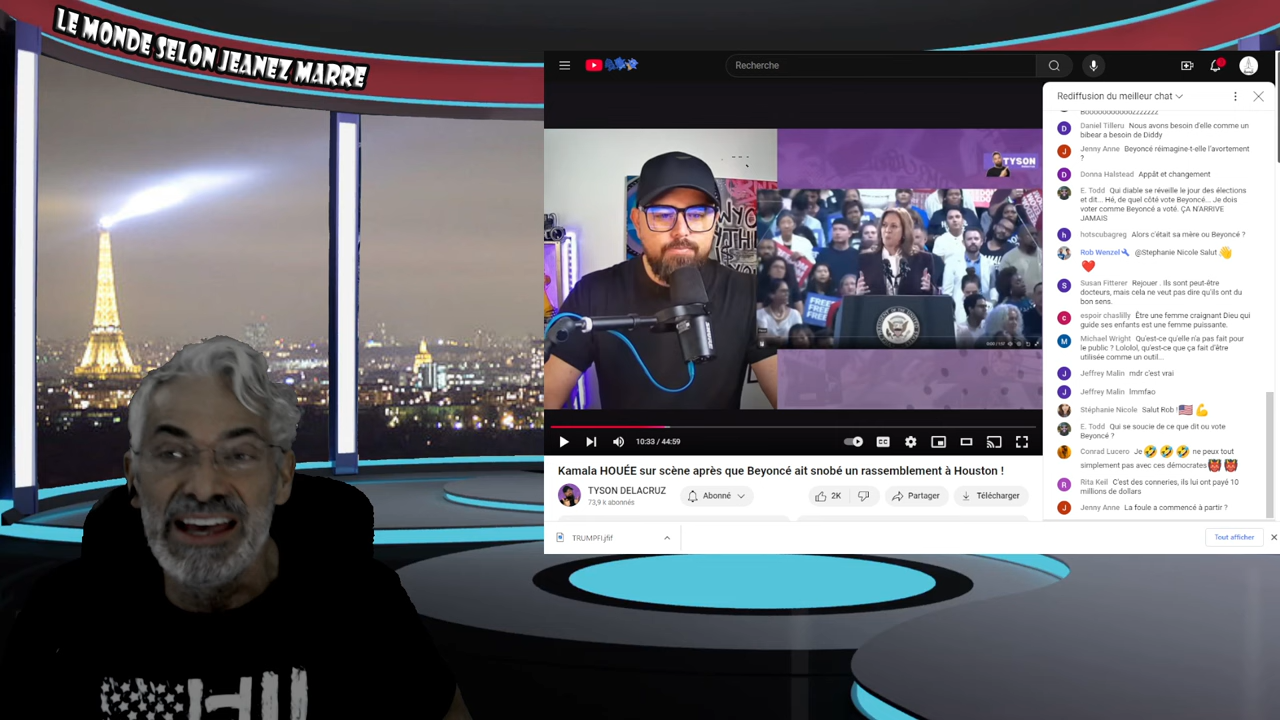 LE MONDE SELON JEANEZ MARRE
Recherche
Rediffusion du meilleur chat
Daniel Tilleru Nous avons besoin d'elle comme un
bibear a besoin de Diddy
Jenny Anne Beyoncé réimagine-t-elle l'avortement
?
Donna Halstead Appât et changement
E. Todd Qui diable se réveille le jour des élections
et dit... Hé, de quel côté vote Beyoncé... Je dois
voter comme Beyoncé a voté. ÇA N'ARRIVE
JAMAIS
hotscubagreg Alors c'était sa mère ou Beyoncé ?
Rob Wenzel @Stephanie Nicole Salut 👋
❤️
Susan Fitterer Rejouer . Ils sont peut-être
docteurs, mais cela ne veut pas dire qu'ils ont du
bon sens.
espoir chaslilly Être une femme craignant Dieu qui
guide ses enfants est une femme puissante.
Michael Wright Qu'est-ce qu'elle n'a pas fait pour
le public ? Lololol, qu'est-ce que ça fait d'être
utilisée comme un outil...
Jeffrey Malin mdr c'est vrai
Jeffrey Malin lmmfao
Stéphanie Nicole Salut Rob !🇺🇸💪
E. Todd Qui se soucie de ce que dit ou vote
Beyoncé ?
Conrad Lucero Je 🤣🤣🤣 ne peux tout
simplement pas avec ces démocrates👹👹
Rita Keil C'est des conneries, ils lui ont payé 10
millions de dollars
Jenny Anne La foule a commencé à partir ?
TYSON
FREE
10:33 / 44:59
Kamala HOUÉE sur scène après que Beyoncé ait snobé un rassemblement à Houston !
TYSON DELACRUZ
73,9 k abonnés
Abonné
2K
Partager
Télécharger
TRUMPFI.jfif
Tout afficher